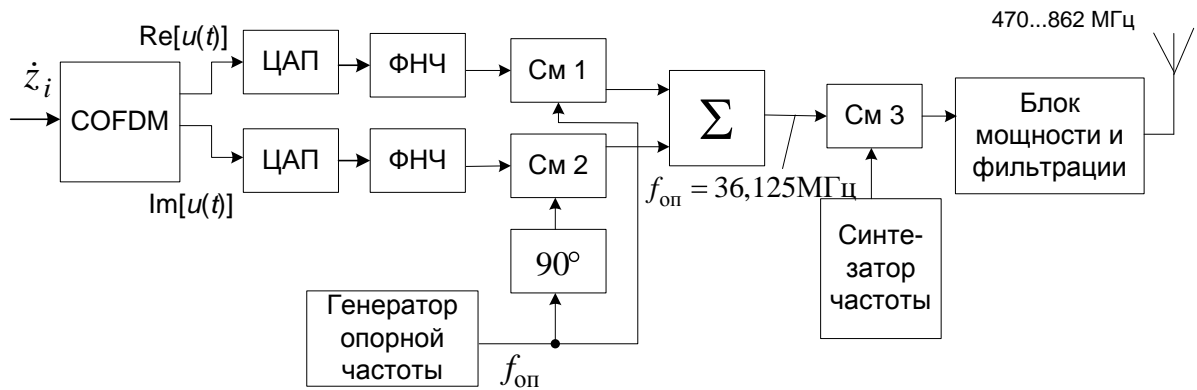 470...862 МГц
Re[u(t)]
ЦАП
ФНЧ
См 1
ż_i
COFDM
Σ
См 3
Блок
мощности и
фильтрации
ЦАП
ФНЧ
См 2
Im[u(t)]
f_оп = 36,125МГц
90°
Синте-
затор
частоты
Генератор
опорной
частоты
f_оп